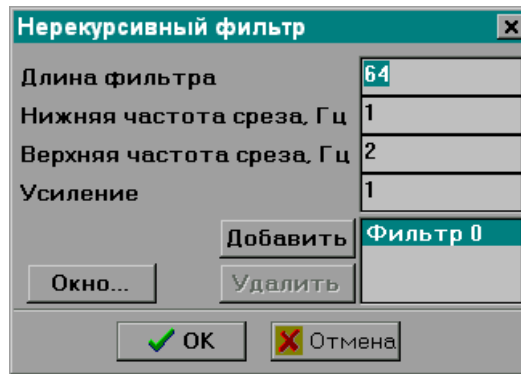 Нерекурсивный фильтр
Длина фильтра 64
Нижняя частота среза, Гц 1
Верхняя частота среза, Гц 2
Усиление 1
Добавить Фильтр 0
Окно... Удалить
OK Отмена